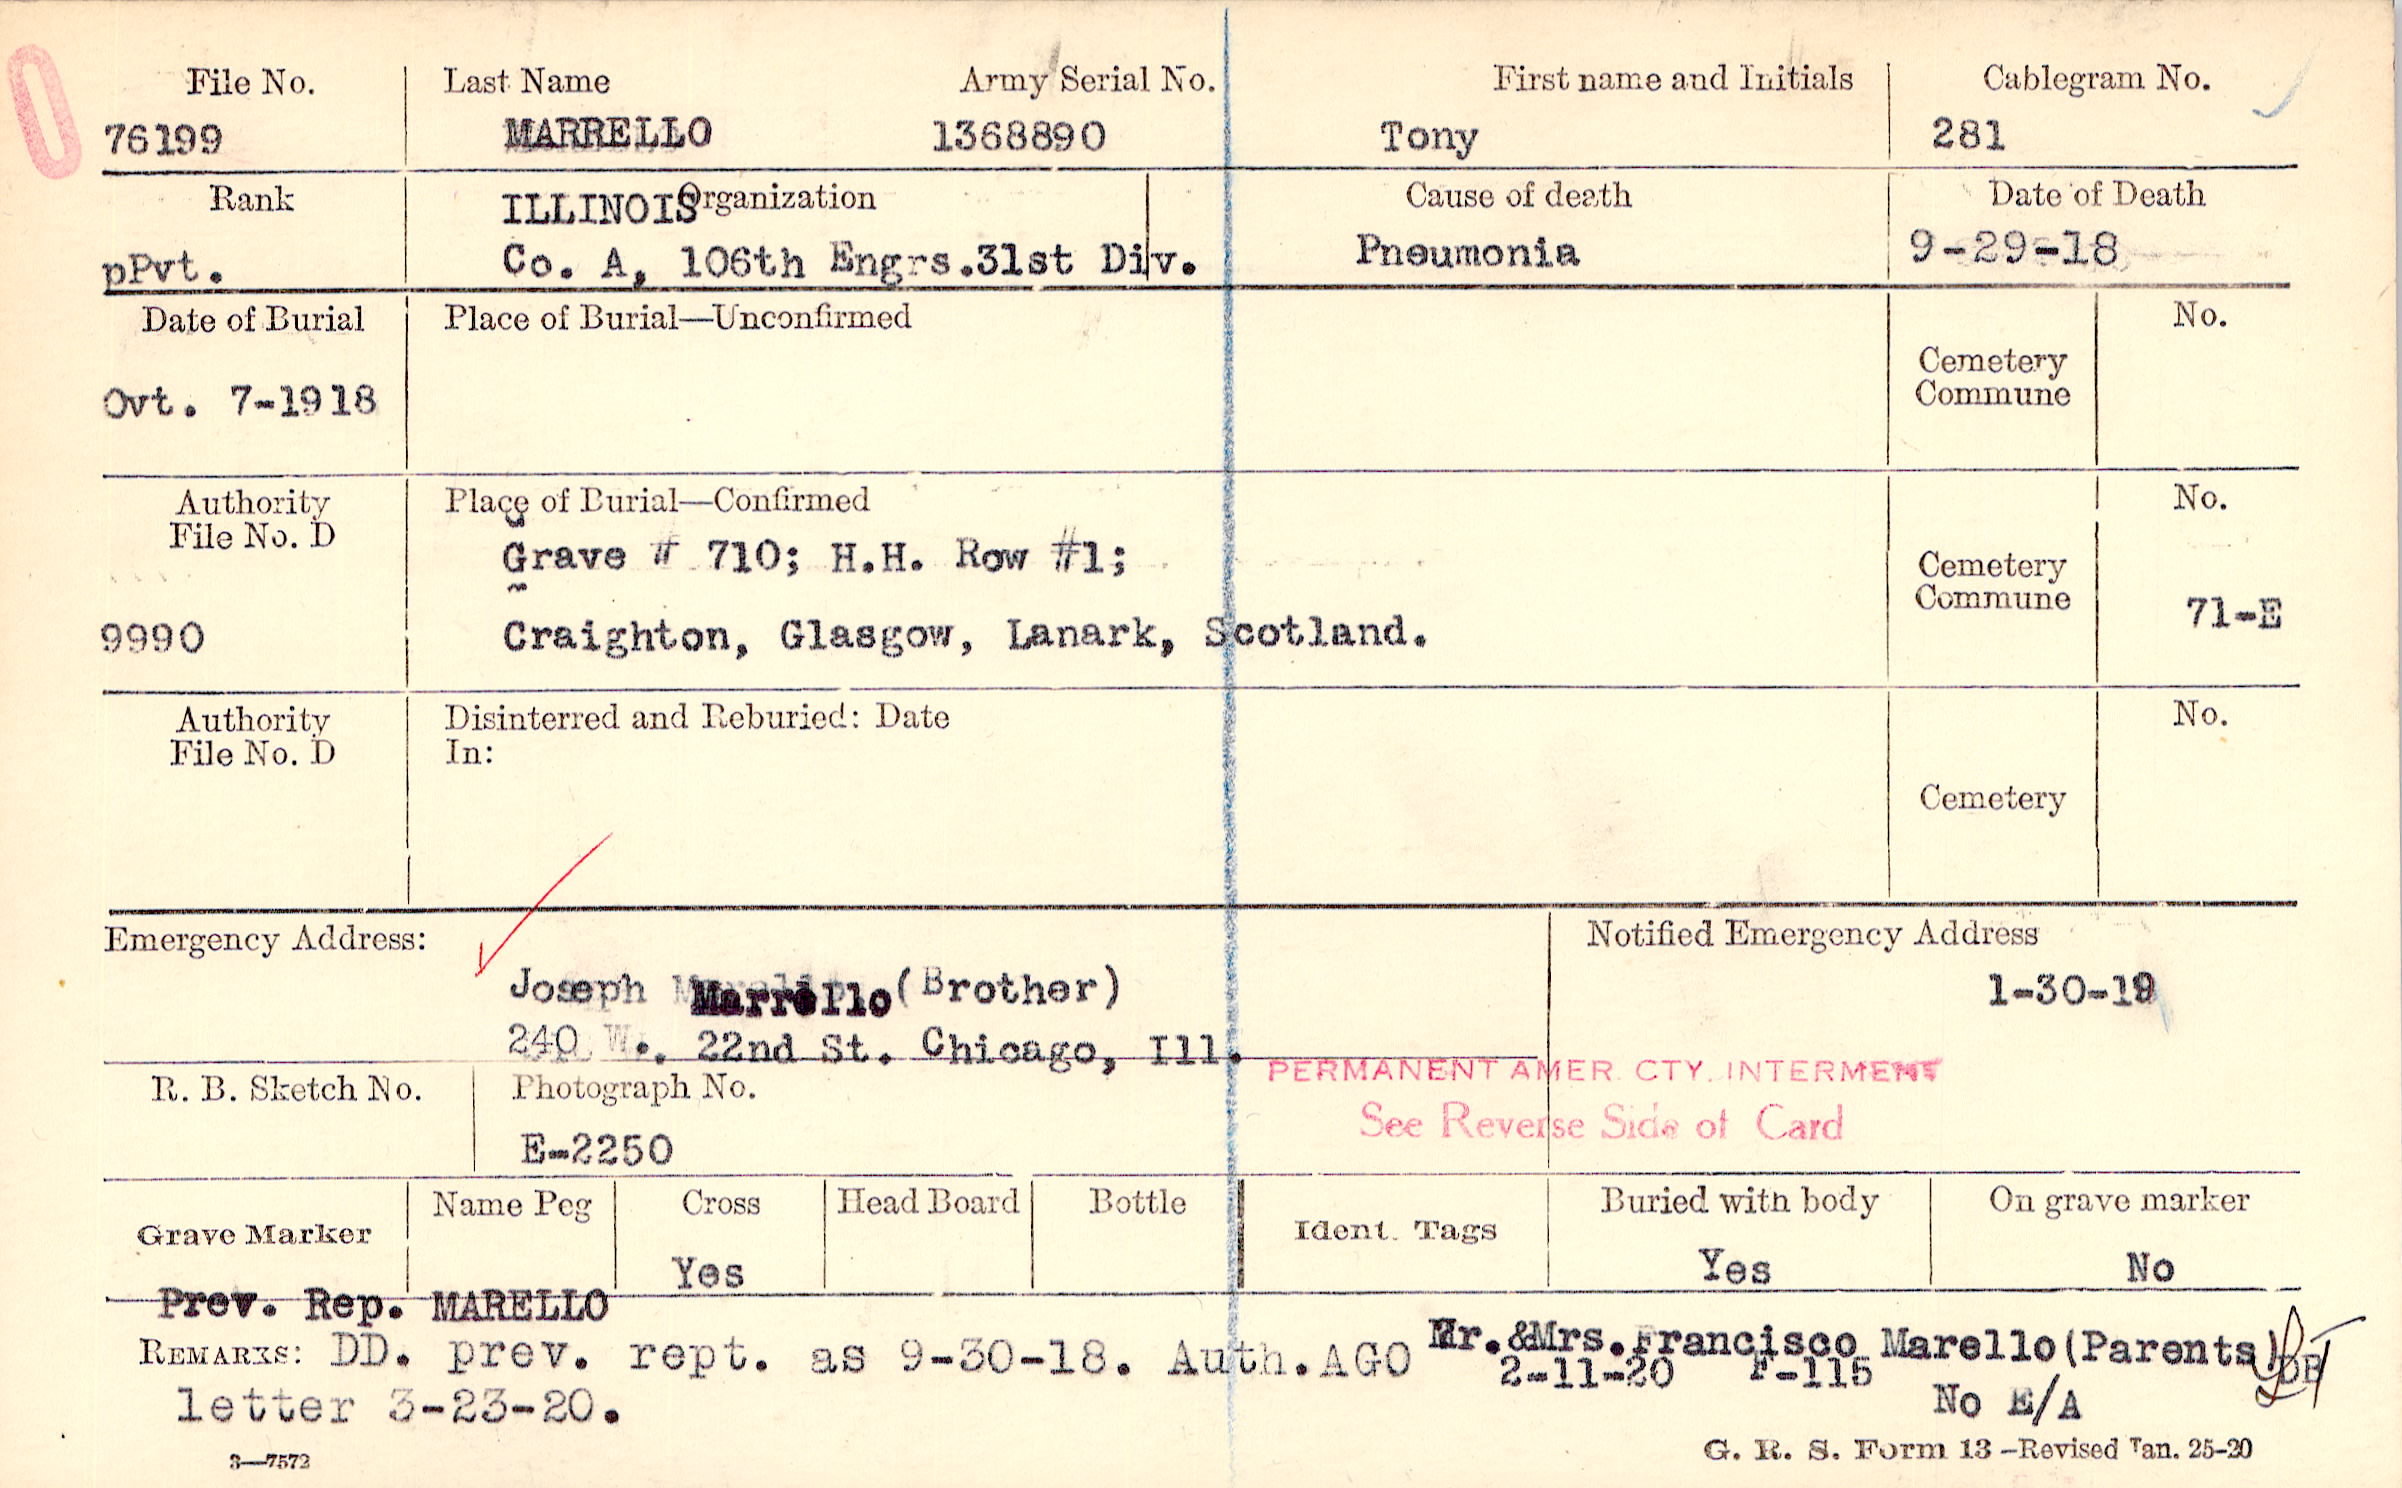 File No. Last Name Army Serial No. First name and Initials Cablegram No.
76199 MARRELLO 1368890 Tony 281
Rank ILLINOIS Organization Cause of death Date of Death
pPvt. Co. A, 106th Engrs.31st Div. Pneumonia 9-29-18
Date of Burial Place of Burial—Unconfirmed No.
Cemetery
Commune
Ovt. 7-1918
Authority Place of Burial—Confirmed No.
File No. D
Grave # 710; H.H. Row #1;
Cemetery
Commune
9990 Craighton, Glasgow, Lanark, Scotland. 71-E
Authority Disinterred and Reburied: Date No.
File No. D In:
Cemetery
Emergency Address: Notified Emergency Address
Joseph Marrello (Brother) 1-30-19
240 W., 22nd St. Chicago, Ill.
PERMANENT AMER. CTY. INTERMENT
R. B. Sketch No. Photograph No.
See Reverse Side of Card
E-2250
Grave Marker Name Peg Cross Head Board Bottle Ident. Tags Buried with body On grave marker
Yes Yes No
Prev. Rep. MARELLO
REMARKS: DD. prev. rept. as 9-30-18. Auth.AGO Mr.&Mrs.Francisco Marello(Parents)
2-11-20 F-115
letter 3-23-20. No E/A
3—7572 G. R. S. Form 13 -Revised Jan. 25-20